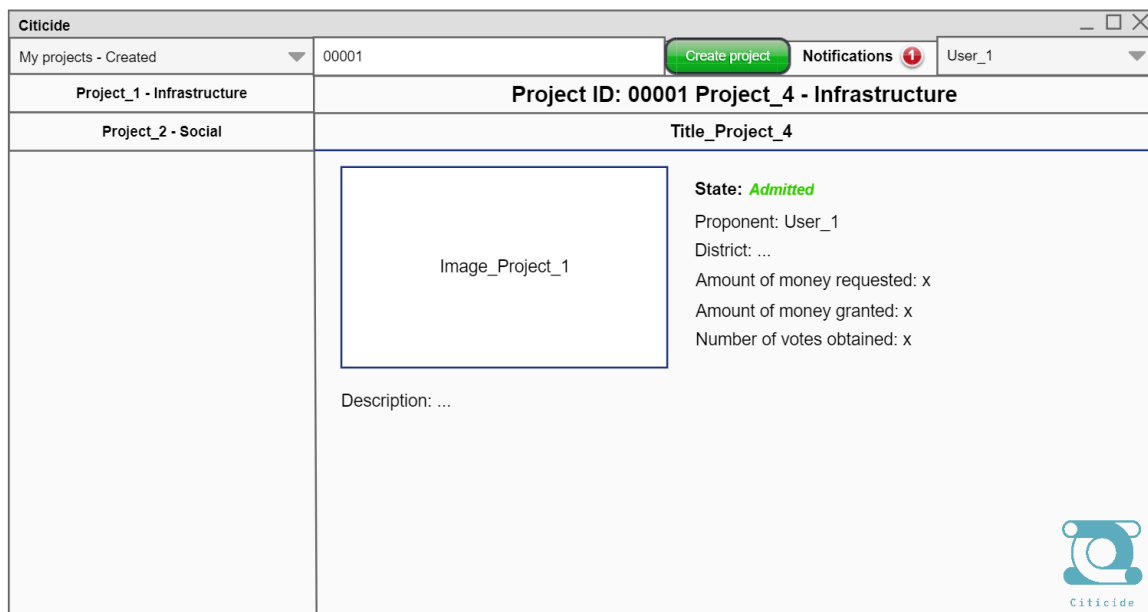 Citicide
My projects - Created
00001
Create project
Notifications 1
User_1
Project_1 - Infrastructure
Project_2 - Social
Project ID: 00001 Project_4 - Infrastructure
Title_Project_4
Image_Project_1
State: Admitted
Proponent: User_1
District: ...
Amount of money requested: x
Amount of money granted: x
Number of votes obtained: x
Description: ...
Citicide